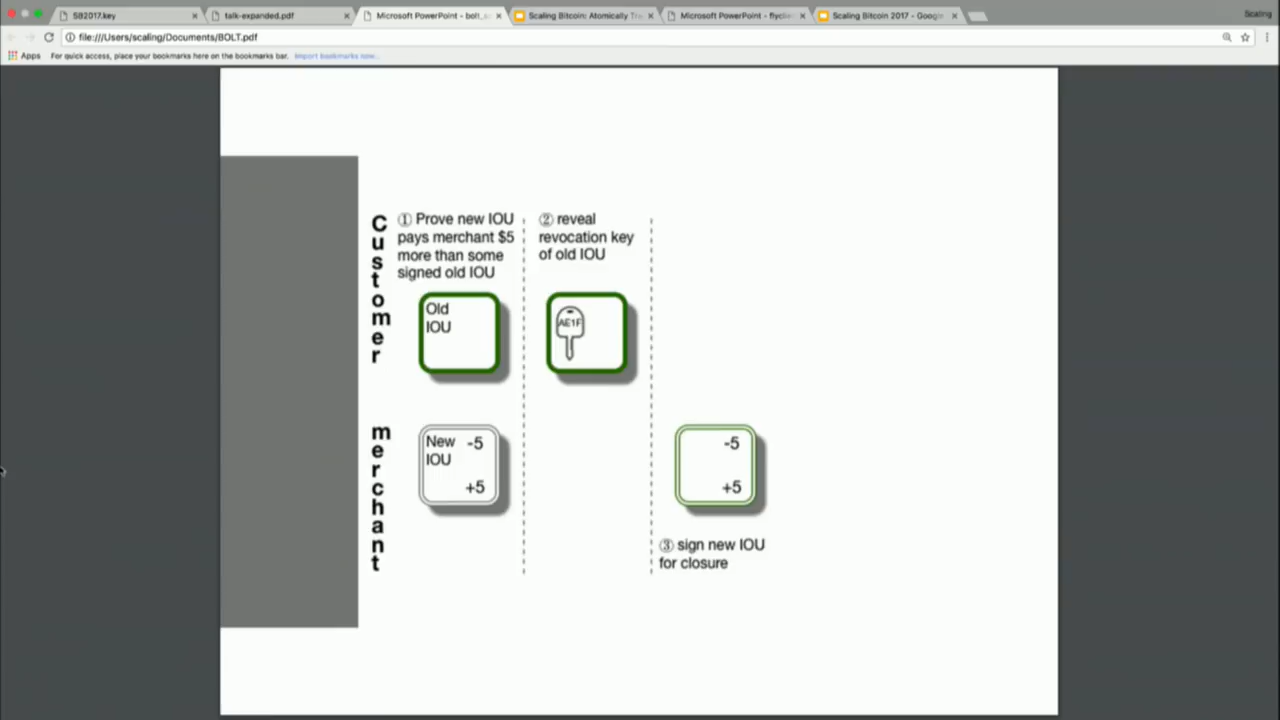 SB2017.key
talk-expanded.pdf
Microsoft PowerPoint - bolt_
Scaling Bitcoin: Atomically
Microsoft PowerPoint -
Scaling Bitcoin 2017 -
Scaling
file:///Users/scaling/Documents/BOLT.pdf
Apps
For quick access, place your bookmarks here on the bookmarks bar.
Import bookmarks now...
Customer
① Prove new IOU
pays merchant $5
more than some
signed old IOU
② reveal
revocation key
of old IOU
Old
IOU
AE1F
merchant
New -5
IOU
+5
-5
+5
③ sign new IOU
for closure